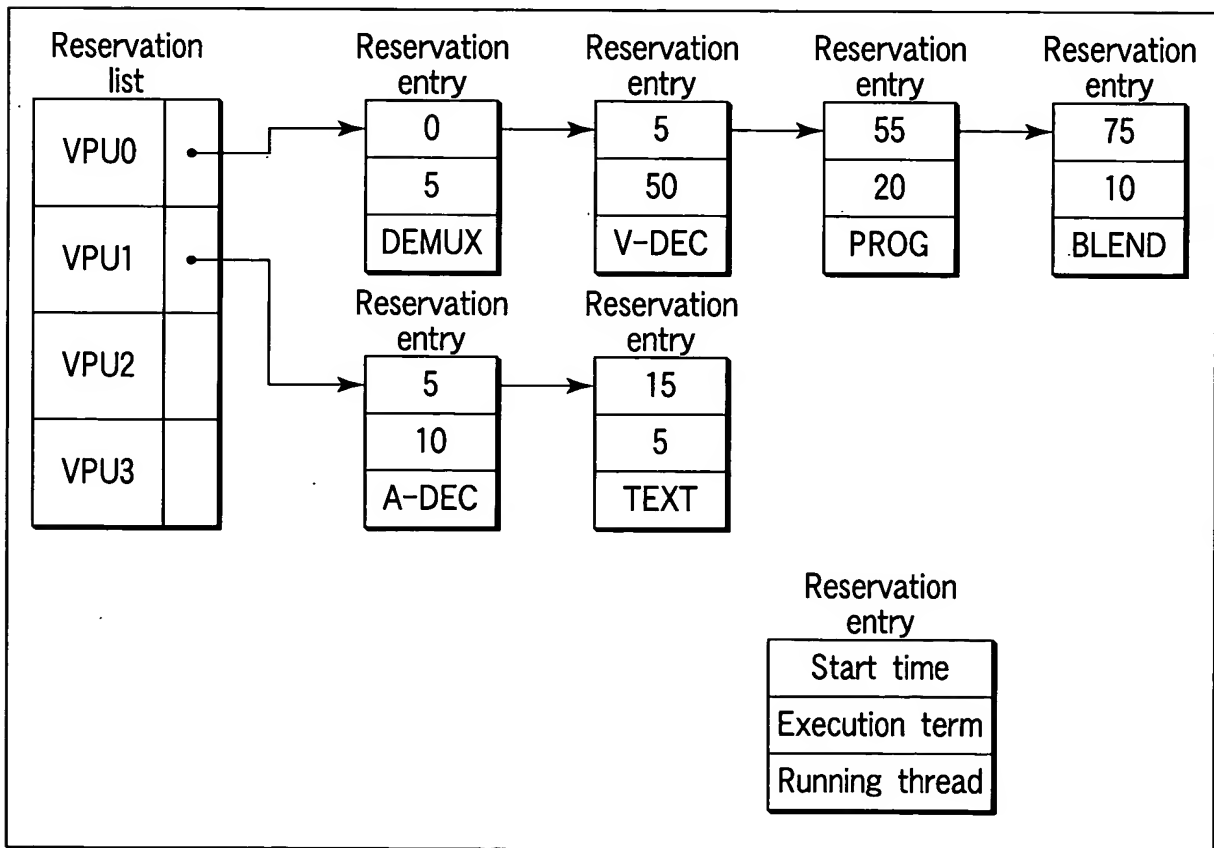 Reservation
list
VPU0
VPU1
VPU2
VPU3
Reservation
entry
0
5
DEMUX
Reservation
entry
5
50
V-DEC
Reservation
entry
55
20
PROG
Reservation
entry
75
10
BLEND
Reservation
entry
5
10
A-DEC
Reservation
entry
15
5
TEXT
Reservation
entry
Start time
Execution term
Running thread